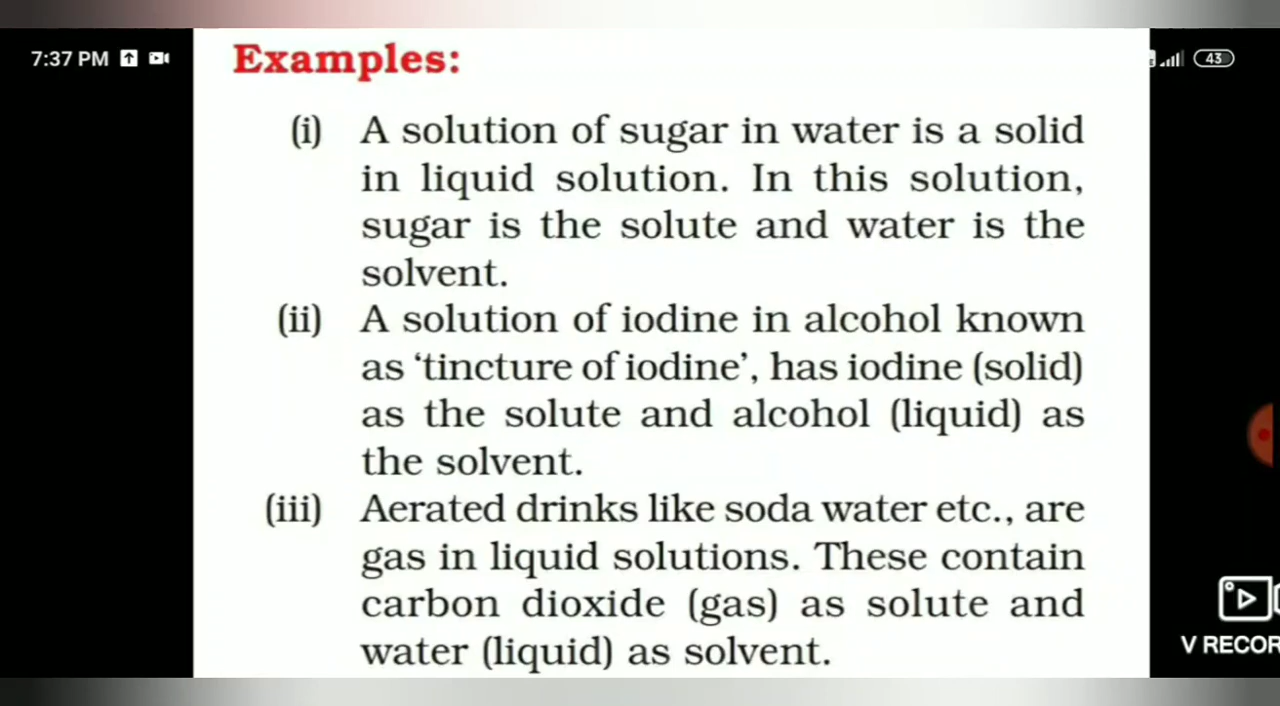 7:37 PM
43
Examples:
(i) A solution of sugar in water is a solid
in liquid solution. In this solution,
sugar is the solute and water is the
solvent.
(ii) A solution of iodine in alcohol known
as ‘tincture of iodine’, has iodine (solid)
as the solute and alcohol (liquid) as
the solvent.
(iii) Aerated drinks like soda water etc., are
gas in liquid solutions. These contain
carbon dioxide (gas) as solute and
water (liquid) as solvent.
V RECOR